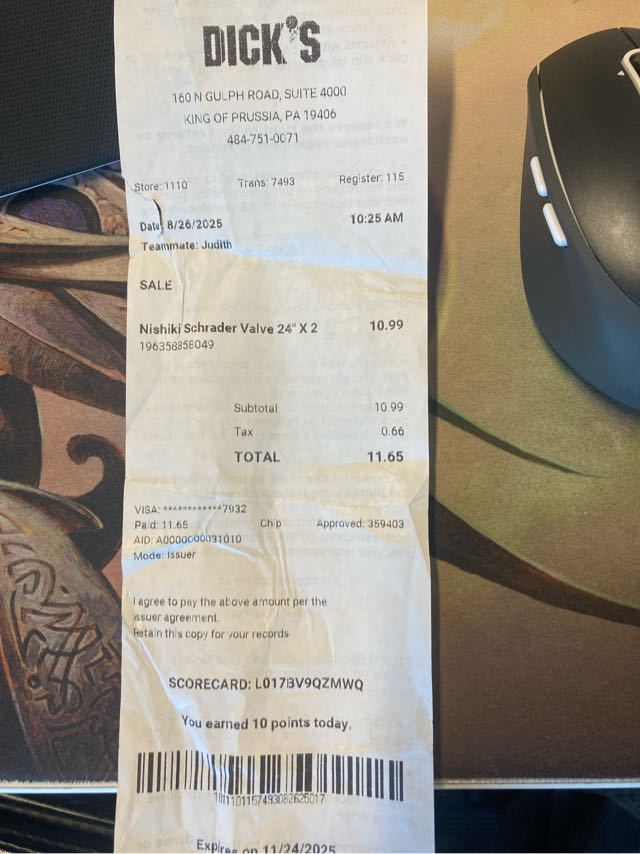 DICK'S
160 N GULPH ROAD, SUITE 4000
KING OF PRUSSIA, PA 19406
484-751-0071
Store: 1110 Trans: 7493 Register: 115
Date: 8/26/2025 10:25 AM
Teammate: Judith
SALE
Nishiki Schrader Valve 24" X 2 10.99
196358858049
Subtotal 10.99
Tax 0.66
TOTAL 11.65
VISA: ************7932
Paid: 11.65 Chip Approved: 359403
AID: A0000000031010
Mode: Issuer
I agree to pay the above amount per the
issuer agreement.
Retain this copy for your records
SCORECARD: L017BV9QZMWQ
You earned 10 points today.
Expires on 11/24/2025